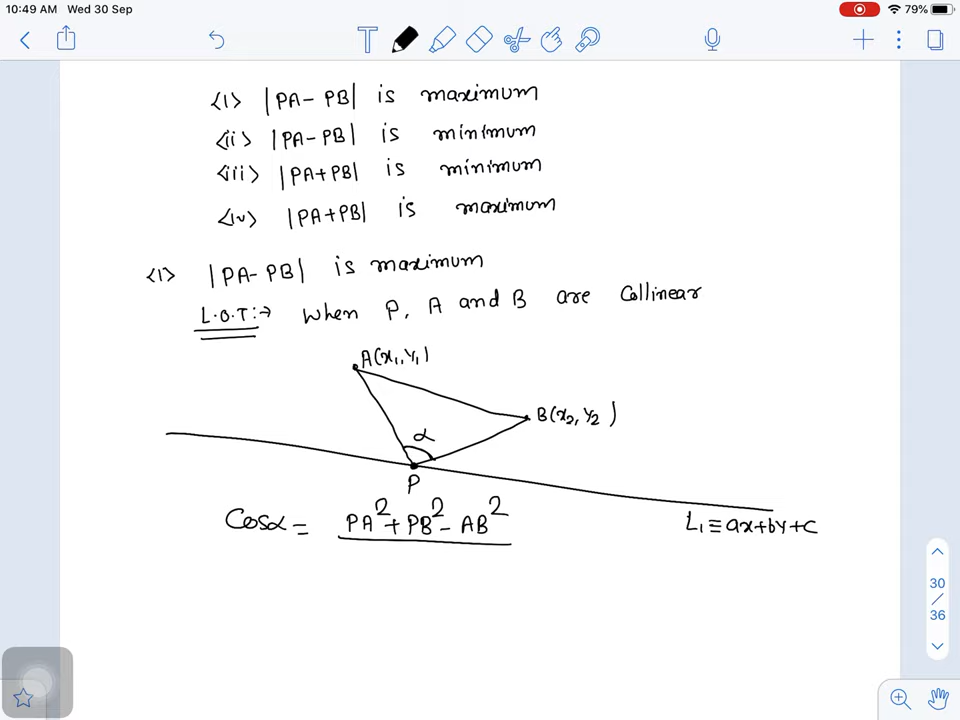 10:49 AM Wed 30 Sep
79%
T
<i> |PA - PB| is maximum
<ii> |PA - PB| is minimum
<iii> |PA + PB| is minimum
<iv> |PA + PB| is maximum
<i> |PA - PB| is maximum
L.O.T:→ When P, A and B are Collinear
A(x₁, y₁)
B(x₂, y₂)
α
P
Cosα = PA² + PB² - AB²
L₁ ≡ ax+by+c
30
/
36